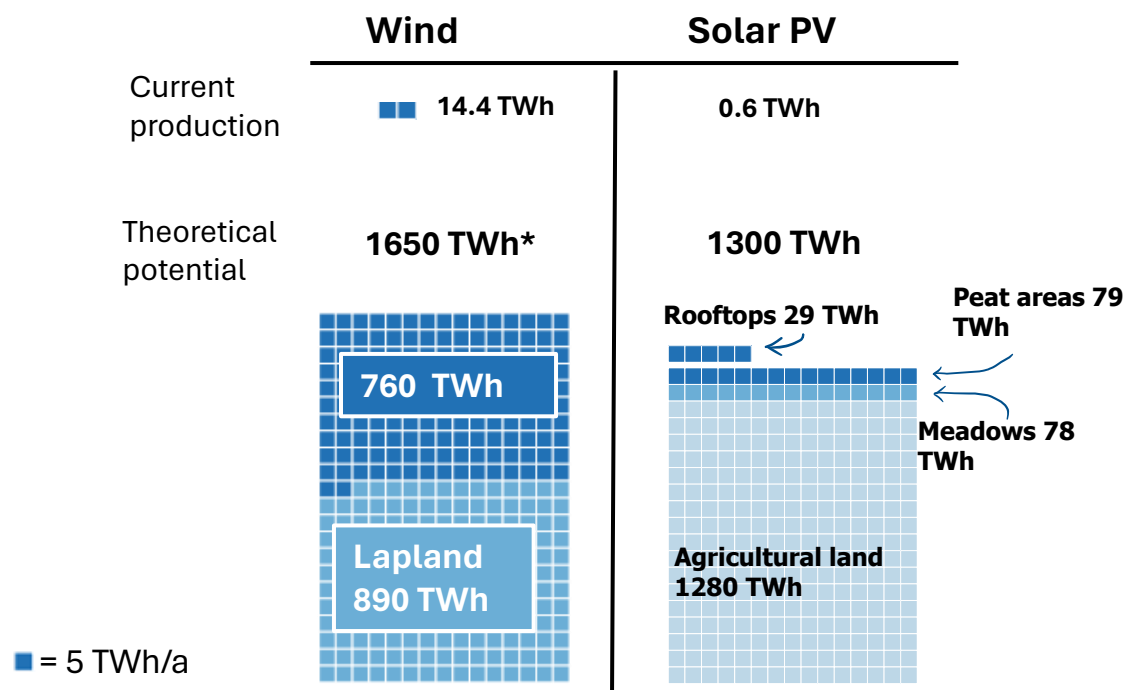 Wind
Solar PV
Current
production
14.4 TWh
0.6 TWh
Theoretical
potential
1650 TWh*
1300 TWh
Rooftops 29 TWh
Peat areas 79
TWh
760 TWh
Meadows 78
TWh
Lapland
890 TWh
Agricultural land
1280 TWh
= 5 TWh/a